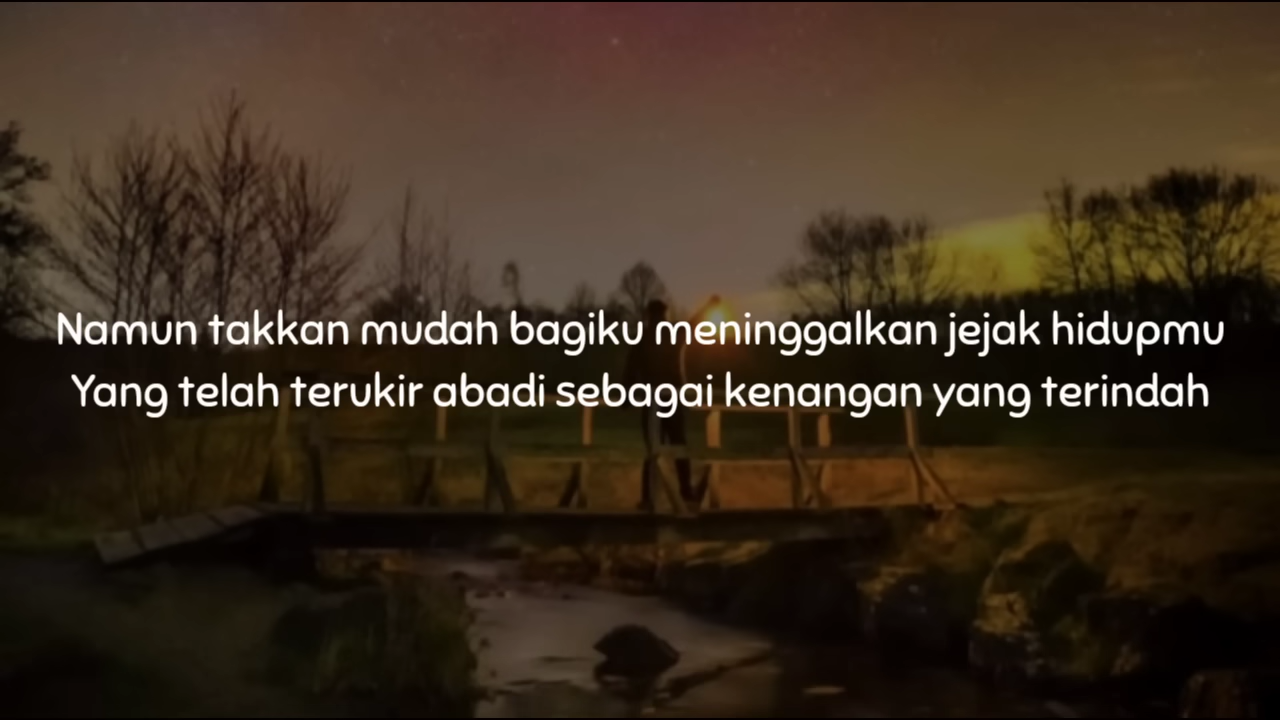 Namun takkan mudah bagiku meninggalkan jejak hidupmu
Yang telah terukir abadi sebagai kenangan yang terindah